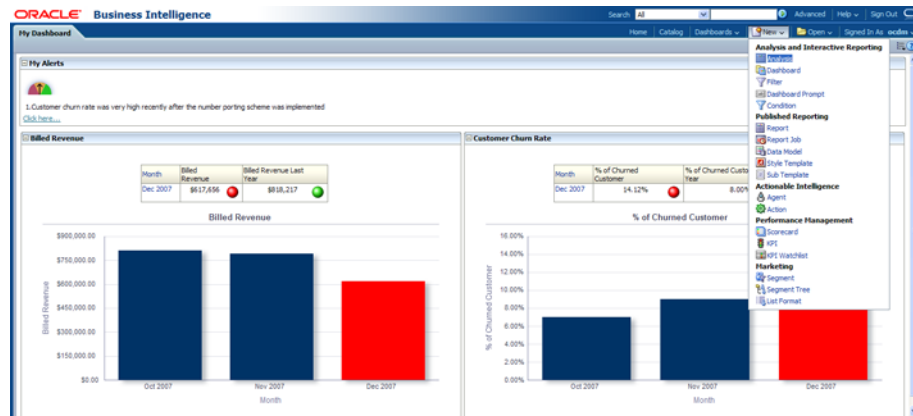 ORACLE Business Intelligence
Search All Advanced Help Sign Out
My Dashboard
Home Catalog Dashboards New Open Signed In As ocdm
My Alerts
1.Customer churn rate was very high recently after the number porting scheme was implemented
Click here...
Billed Revenue
Month Billed Revenue Billed Revenue Last Year
Dec 2007 $617,656 $818,217
Billed Revenue
$900,000.00
$750,000.00
$600,000.00
$450,000.00
$300,000.00
$150,000.00
$0.00
Billed Revenue
Oct 2007 Nov 2007 Dec 2007
Month
Customer Churn Rate
Month % of Churned Customer % of Churned Custo Year
Dec 2007 14.12% 8.00%
% of Churned Customer
16.00%
14.00%
12.00%
10.00%
8.00%
6.00%
4.00%
2.00%
0.00%
% of Churned Customer
Oct 2007 Nov 2007 Dec 2007
Month
Analysis and Interactive Reporting
Analysis
Dashboard
Filter
Dashboard Prompt
Condition
Published Reporting
Report
Report Job
Data Model
Style Template
Sub Template
Actionable Intelligence
Agent
Action
Performance Management
Scorecard
KPI
KPI Watchlist
Marketing
Segment
Segment Tree
List Format